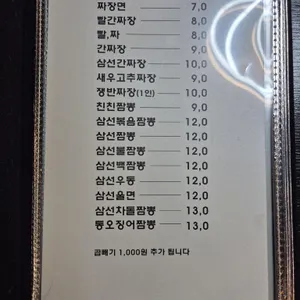 짜장면 7,0
빨간짜장 8,0
빨,짜 8,0
간짜장 9,0
삼선간짜장 10,0
새우고추짜장 9,0
쟁반짜장(1인) 10,0
친친짬뽕 9,0
삼선볶음짬뽕 12,0
삼선짬뽕 12,0
삼선불짬뽕 12,0
삼선백짬뽕 12,0
삼선우동 12,0
삼선울면 12,0
삼선차돌짬뽕 13,0
통오징어짬뽕 13,0
곱빼기 1,000원 추가 됩니다